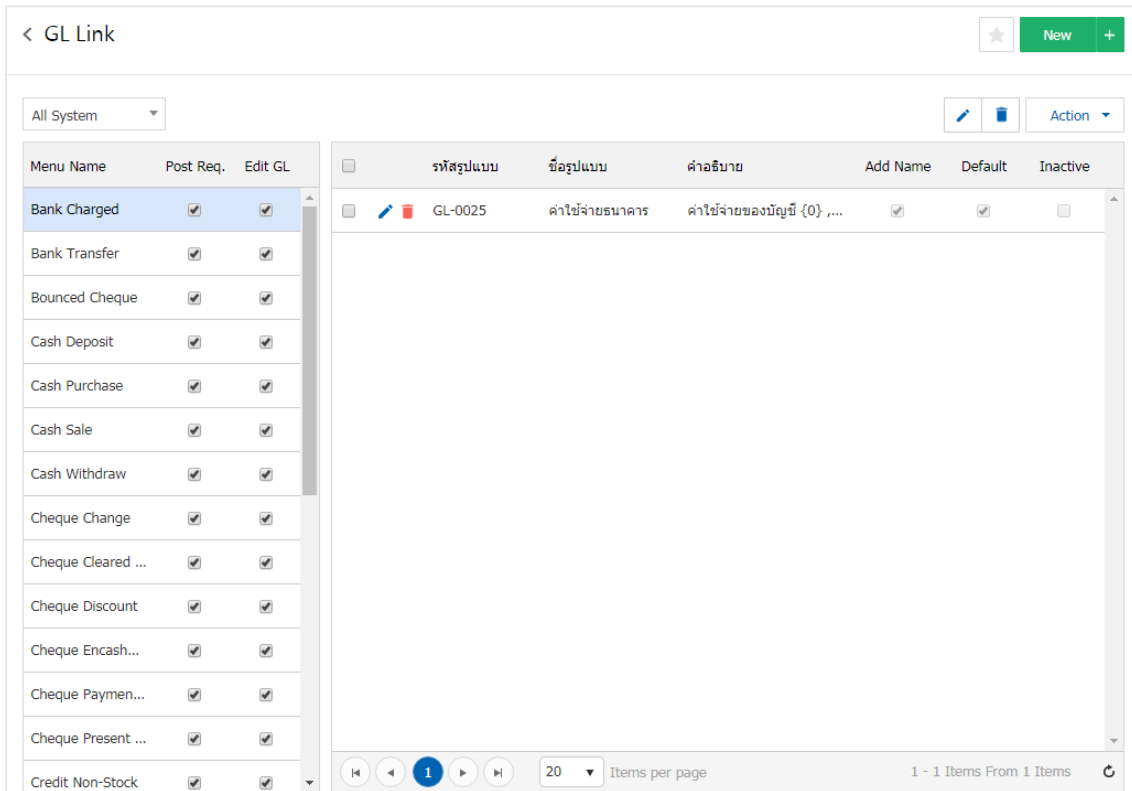 GL Link
New +
All System
Action
Menu Name Post Req. Edit GL
Bank Charged
Bank Transfer
Bounced Cheque
Cash Deposit
Cash Purchase
Cash Sale
Cash Withdraw
Cheque Change
Cheque Cleared ...
Cheque Discount
Cheque Encash...
Cheque Paymen...
Cheque Present ...
Credit Non-Stock
รหัสรูปแบบ ชื่อรูปแบบ คำอธิบาย Add Name Default Inactive
GL-0025 ค่าใช้จ่ายธนาคาร ค่าใช้จ่ายของบัญชี {0} ,...
1 20 Items per page 1 - 1 Items From 1 Items